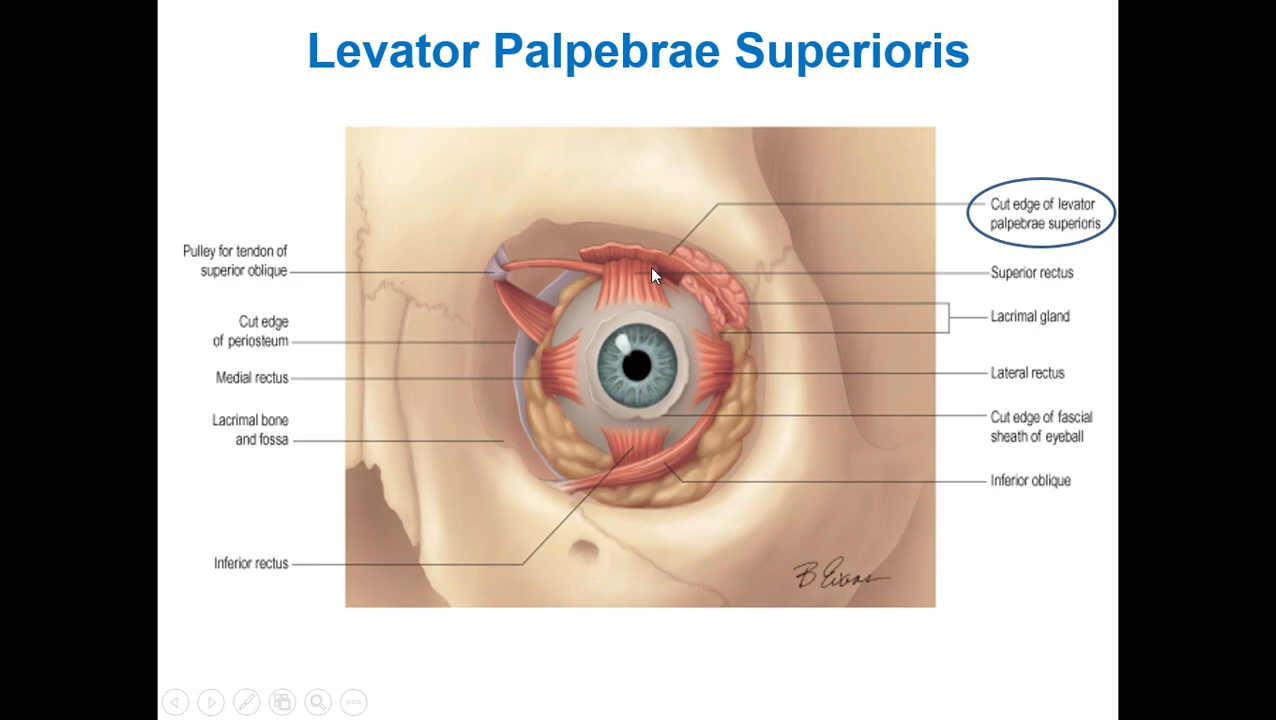 Levator Palpebrae Superioris
Pulley for tendon of
superior oblique
Cut edge
of periosteum
Medial rectus
Lacrimal bone
and fossa
Inferior rectus
Cut edge of levator
palpebrae superioris
Superior rectus
Lacrimal gland
Lateral rectus
Cut edge of fascial
sheath of eyeball
Inferior oblique